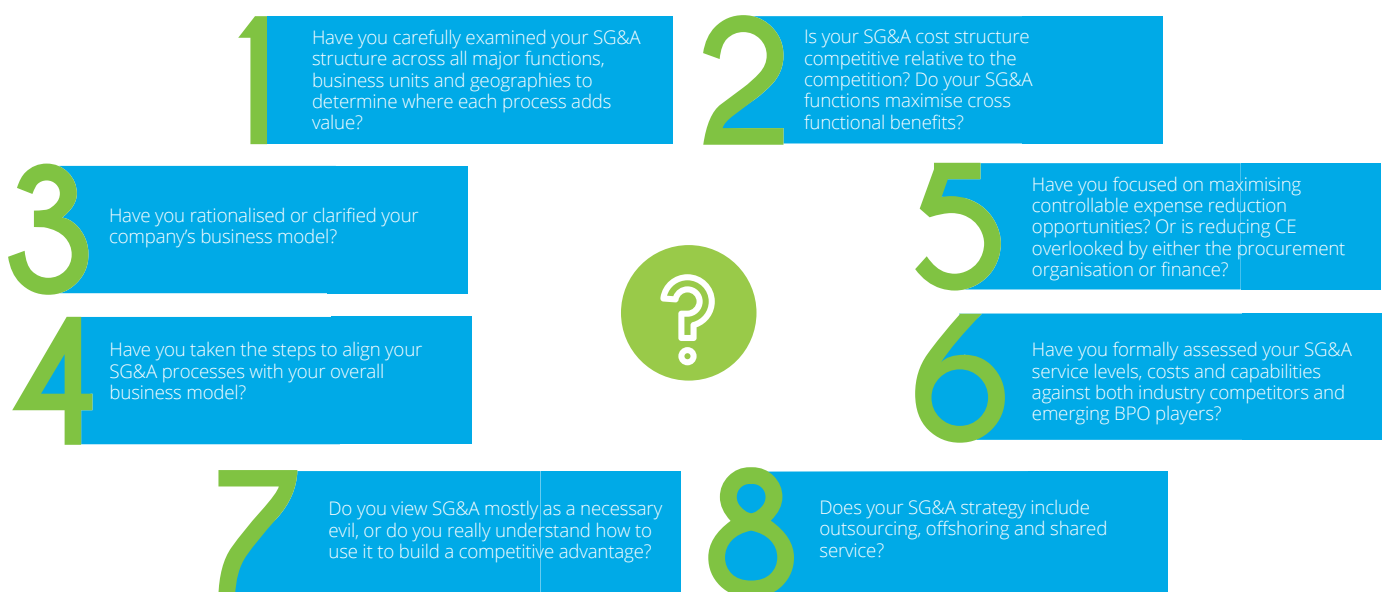 1
Have you carefully examined your SG&A
structure across all major functions,
business units and geographies to
determine where each process adds
value?
2
Is your SG&A cost structure
competitive relative to the
competition? Do your SG&A
functions maximise cross
functional benefits?
3
Have you rationalised or clarified your
company's business model?
4
Have you taken the steps to align your
SG&A processes with your overall
business model?
5
Have you focused on maximising
controllable expense reduction
opportunities? Or is reducing CE
overlooked by either the procurement
organisation or finance?
6
Have you formally assessed your SG&A
service levels, costs and capabilities
against both industry competitors and
emerging BPO players?
7
Do you view SG&A mostly as a necessary
evil, or do you really understand how to
use it to build a competitive advantage?
8
Does your SG&A strategy include
outsourcing, offshoring and shared
service?
?